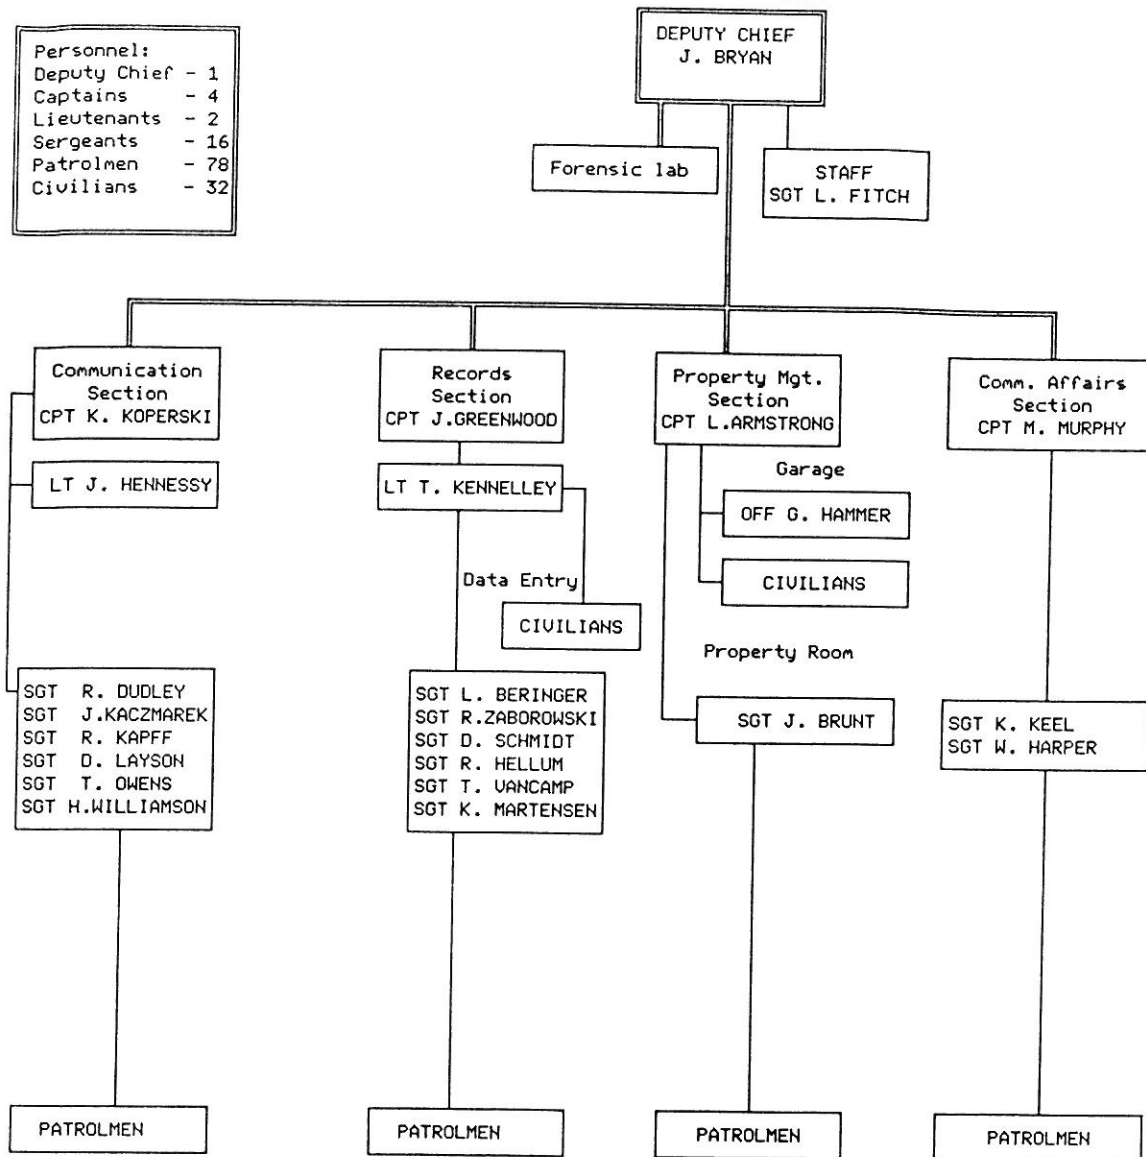 Personnel:
Deputy Chief - 1
Captains - 4
Lieutenants - 2
Sergeants - 16
Patrolmen - 78
Civilians - 32
DEPUTY CHIEF
J. BRYAN
Forensic lab
STAFF
SGT L. FITCH
Communication
Section
CPT K. KOPERSKI
LT J. HENNESSY
SGT R. DUDLEY
SGT J.KACZMAREK
SGT R. KAPFF
SGT D. LAYSON
SGT T. OWENS
SGT H.WILLIAMSON
PATROLMEN
Records
Section
CPT J.GREENWOOD
LT T. KENNELLEY
Data Entry
CIVILIANS
SGT L. BERINGER
SGT R.ZABOROWSKI
SGT D. SCHMIDT
SGT R. HELLUM
SGT T. VANCAMP
SGT K. MARTENSEN
PATROLMEN
Property Mgt.
Section
CPT L.ARMSTRONG
Garage
OFF G. HAMMER
CIVILIANS
Property Room
SGT J. BRUNT
PATROLMEN
Comm. Affairs
Section
CPT M. MURPHY
SGT K. KEEL
SGT W. HARPER
PATROLMEN